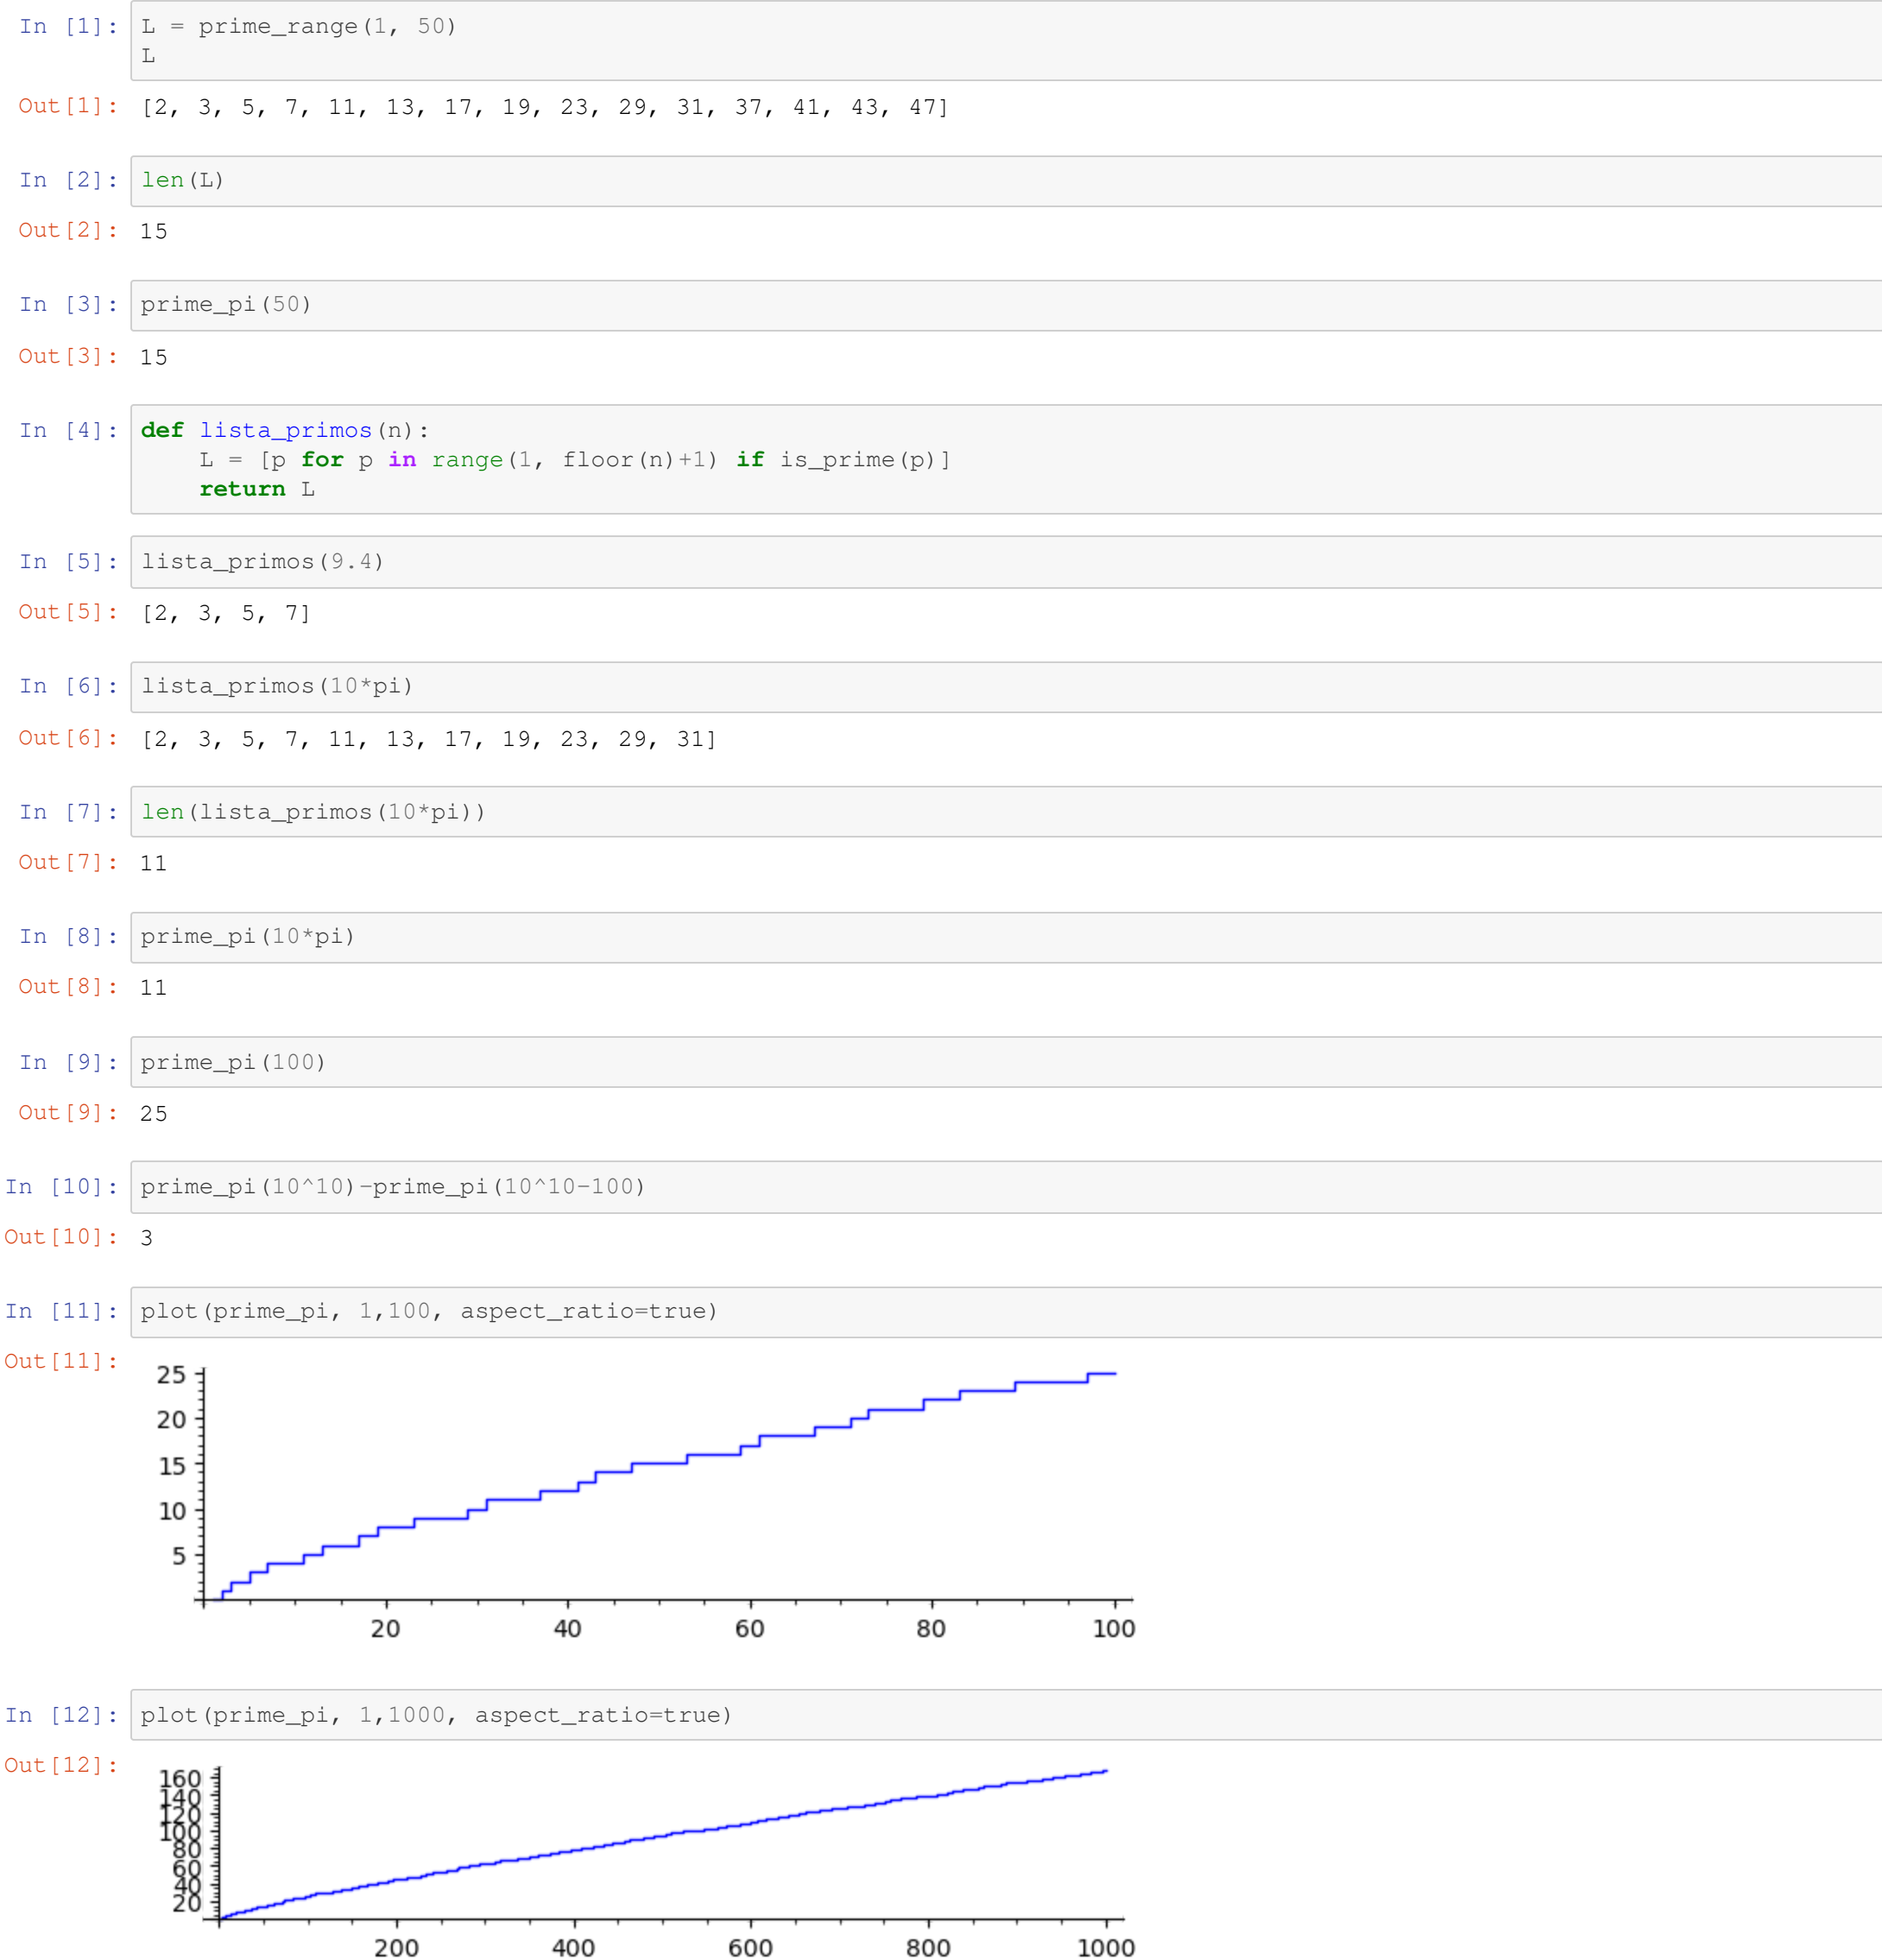 In [1]: L = prime_range(1, 50)
L
Out[1]: [2, 3, 5, 7, 11, 13, 17, 19, 23, 29, 31, 37, 41, 43, 47]
In [2]: len(L)
Out[2]: 15
In [3]: prime_pi(50)
Out[3]: 15
In [4]: def lista_primos(n):
    L = [p for p in range(1, floor(n)+1) if is_prime(p)]
    return L
In [5]: lista_primos(9.4)
Out[5]: [2, 3, 5, 7]
In [6]: lista_primos(10*pi)
Out[6]: [2, 3, 5, 7, 11, 13, 17, 19, 23, 29, 31]
In [7]: len(lista_primos(10*pi))
Out[7]: 11
In [8]: prime_pi(10*pi)
Out[8]: 11
In [9]: prime_pi(100)
Out[9]: 25
In [10]: prime_pi(10^10)-prime_pi(10^10-100)
Out[10]: 3
In [11]: plot(prime_pi, 1,100, aspect_ratio=true)
Out[11]:
25
20
15
10
5
20 40 60 80 100
In [12]: plot(prime_pi, 1,1000, aspect_ratio=true)
Out[12]:
160
140
120
100
80
60
40
20
200 400 600 800 1000